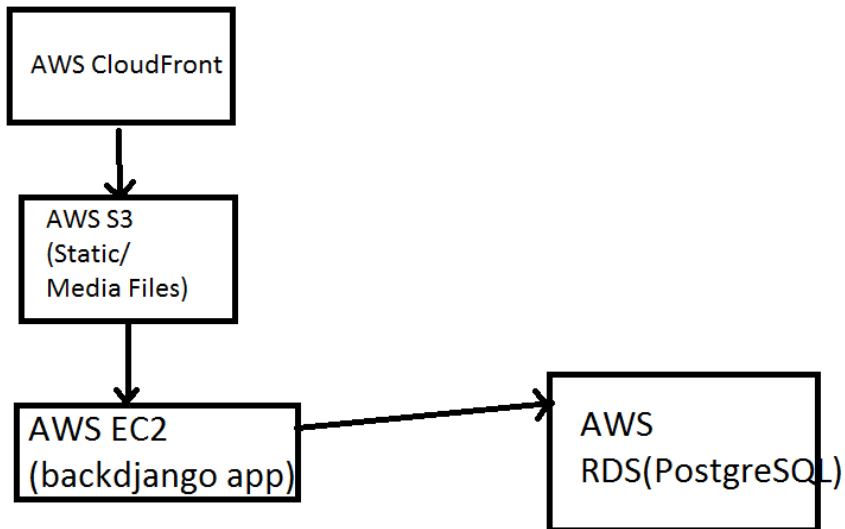 AWS CloudFront
AWS S3
(Static/
Media Files)
AWS EC2
(backdjango app)
AWS
RDS(PostgreSQL)